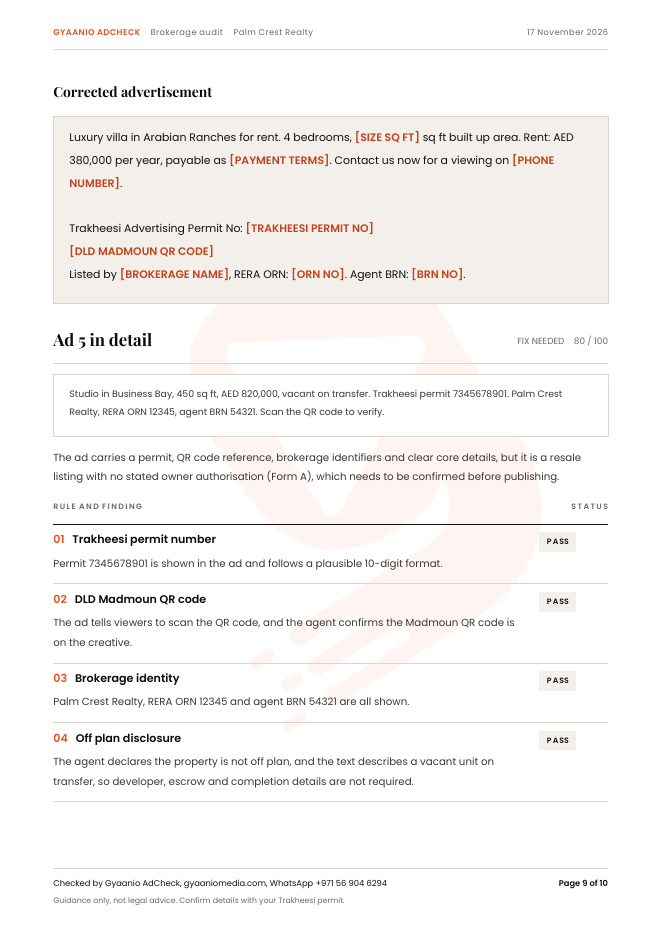 GYAANIO ADCHECK Brokerage audit Palm Crest Realty 17 November 2026
Corrected advertisement
Luxury villa in Arabian Ranches for rent. 4 bedrooms, [SIZE SQ FT] sq ft built up area. Rent: AED
380,000 per year, payable as [PAYMENT TERMS]. Contact us now for a viewing on [PHONE
NUMBER].
Trakheesi Advertising Permit No: [TRAKHEESI PERMIT NO]
[DLD MADMOUN QR CODE]
Listed by [BROKERAGE NAME], RERA ORN: [ORN NO]. Agent BRN: [BRN NO].
Ad 5 in detail FIX NEEDED 80 / 100
Studio in Business Bay, 450 sq ft, AED 820,000, vacant on transfer. Trakheesi permit 7345678901. Palm Crest
Realty, RERA ORN 12345, agent BRN 54321. Scan the QR code to verify.
The ad carries a permit, QR code reference, brokerage identifiers and clear core details, but it is a resale
listing with no stated owner authorisation (Form A), which needs to be confirmed before publishing.
RULE AND FINDING STATUS
01 Trakheesi permit number PASS
Permit 7345678901 is shown in the ad and follows a plausible 10-digit format.
02 DLD Madmoun QR code PASS
The ad tells viewers to scan the QR code, and the agent confirms the Madmoun QR code is
on the creative.
03 Brokerage identity PASS
Palm Crest Realty, RERA ORN 12345 and agent BRN 54321 are all shown.
04 Off plan disclosure PASS
The agent declares the property is not off plan, and the text describes a vacant unit on
transfer, so developer, escrow and completion details are not required.
Checked by Gyaanio AdCheck, gyaaniomedia.com, WhatsApp +971 56 904 6294 Page 9 of 10
Guidance only, not legal advice. Confirm details with your Trakheesi permit.